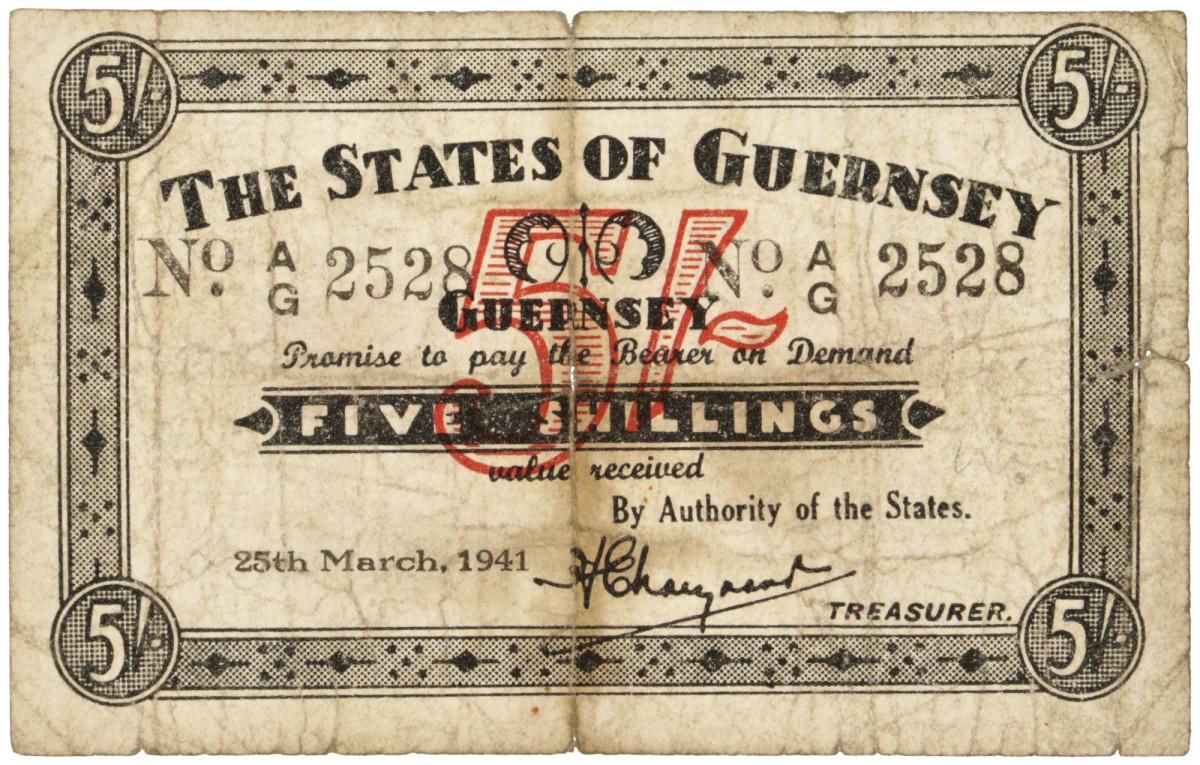 5/- 5/-
THE STATES OF GUERNSEY
No. A/G 2528 5/- No. A/G 2528
GUERNSEY
Promise to pay the Bearer on Demand
FIVE SHILLINGS
value received
By Authority of the States.
25th March, 1941
TREASURER.
5/- 5/-